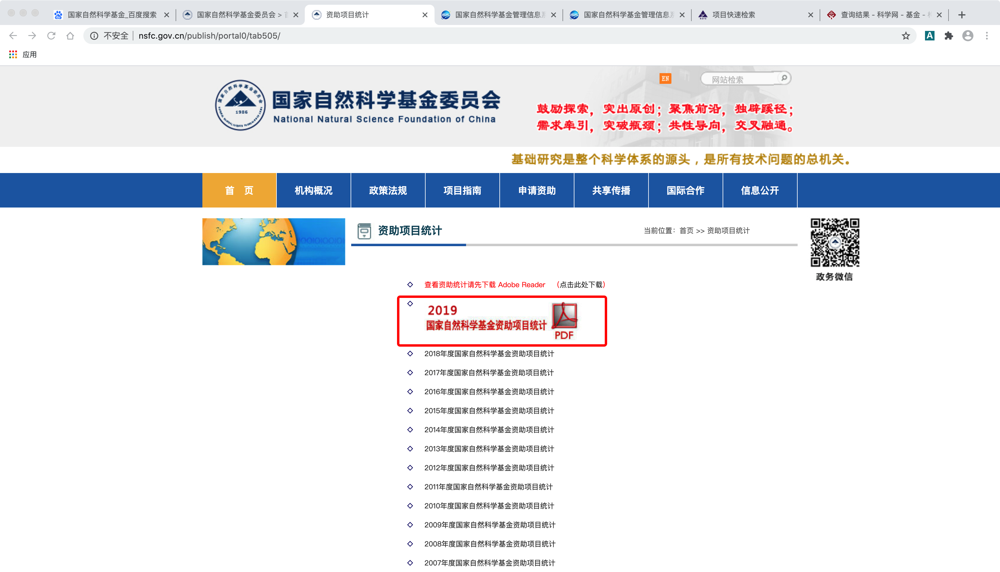 国家自然科学基金_百度搜索
国家自然科学基金委员会 >
资助项目统计
国家自然科学基金管理信息系
国家自然科学基金管理信息系
项目快速检索
查询结果 - 科学网 - 基金 -
不安全 nsfc.gov.cn/publish/portal0/tab505/
应用
EN
网站检索
国家自然科学基金委员会
1986
National Natural Science Foundation of China
鼓励探索，突出原创；聚焦前沿，独辟蹊径；
需求牵引，突破瓶颈；共性导向，交叉融通。
基础研究是整个科学体系的源头，是所有技术问题的总机关。
首 页
机构概况
政策法规
项目指南
申请资助
共享传播
国际合作
信息公开
资助项目统计
当前位置：首页 >> 资助项目统计
政务微信
查看资助统计请先下载 Adobe Reader （点击此处下载）
2019
国家自然科学基金资助项目统计
PDF
2018年度国家自然科学基金资助项目统计
2017年度国家自然科学基金资助项目统计
2016年度国家自然科学基金资助项目统计
2015年度国家自然科学基金资助项目统计
2014年度国家自然科学基金资助项目统计
2013年度国家自然科学基金资助项目统计
2012年度国家自然科学基金资助项目统计
2011年度国家自然科学基金资助项目统计
2010年度国家自然科学基金资助项目统计
2009年度国家自然科学基金资助项目统计
2008年度国家自然科学基金资助项目统计
2007年度国家自然科学基金资助项目统计